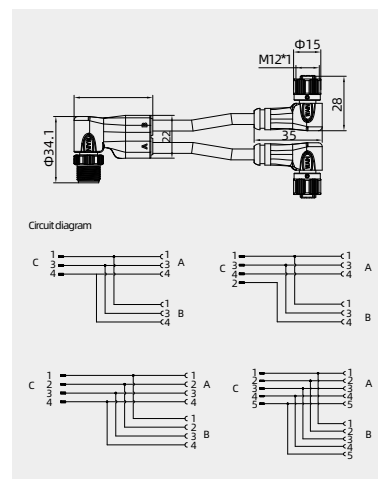 Φ15
M12*1
28
Φ34.1
B
A
22
35
Circuit diagram
C 1 3 4 1 3 4 A
1 3 4 B
C 1 3 4 2 1 3 4 A
1 3 4 B
C 1 2 3 4 1 2 3 4 A
1 2 3 4 B
C 1 2 3 4 5 1 2 3 4 5 A
1 2 3 4 5 B